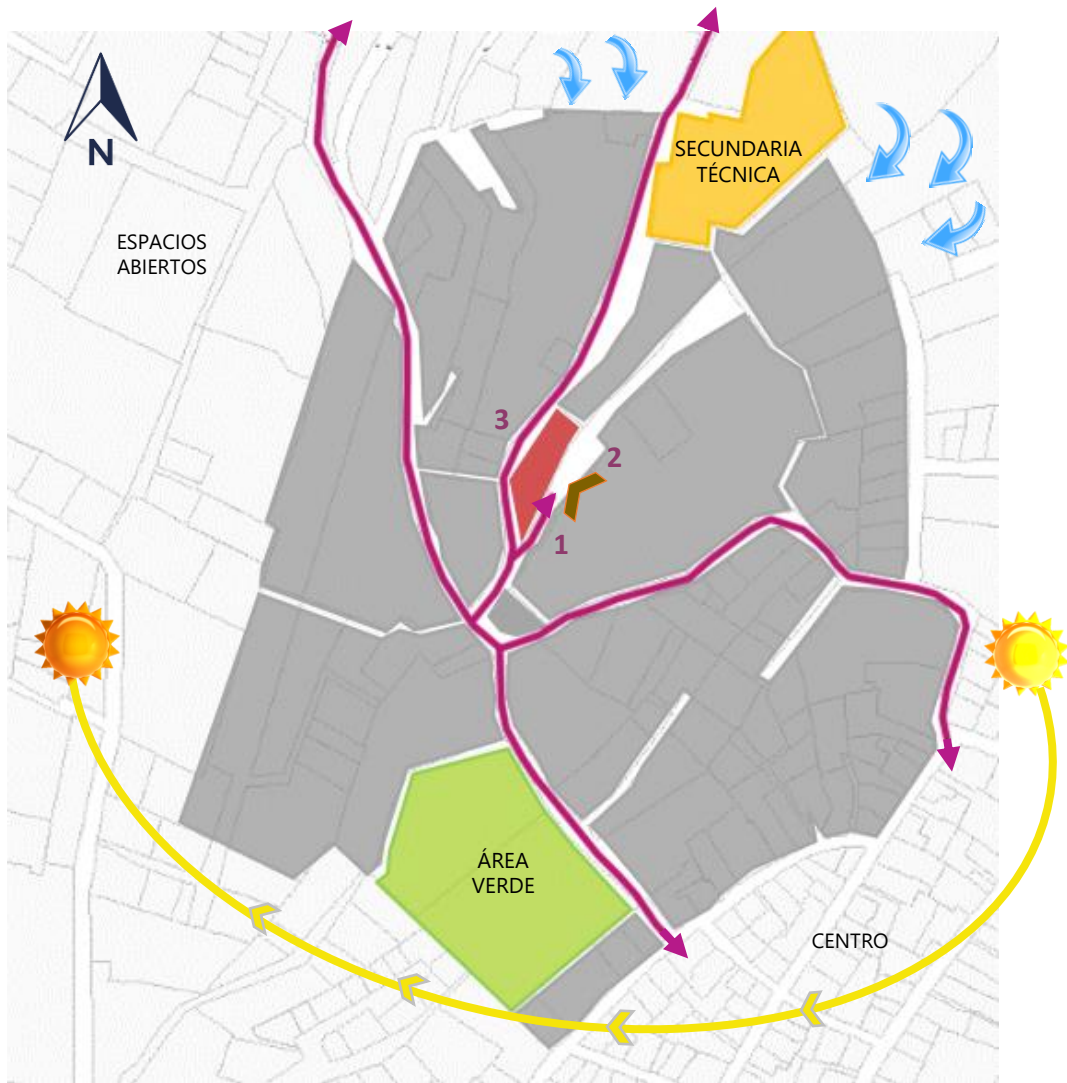 N
SECUNDARIA
TÉCNICA
ESPACIOS
ABIERTOS
3
2
1
ÁREA
VERDE
CENTRO